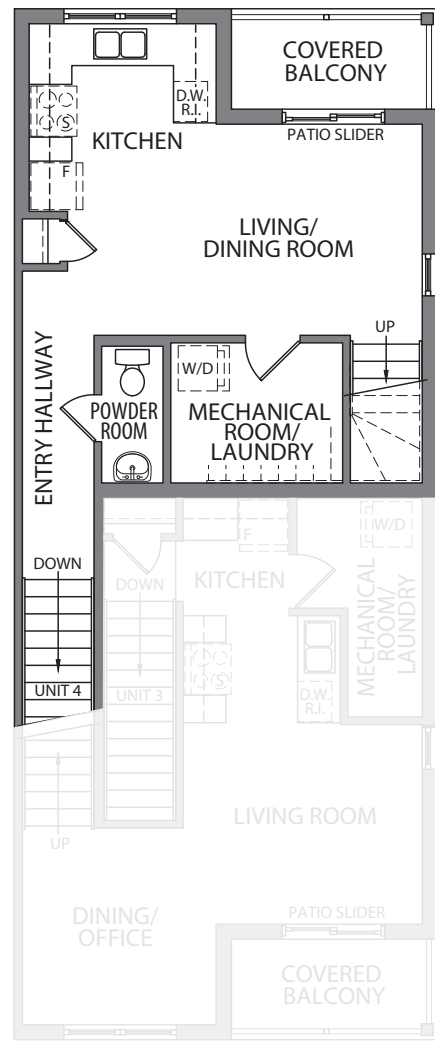 COVERED
BALCONY
D.W.
R.I.
PATIO SLIDER
S
KITCHEN
F
LIVING/
DINING ROOM
UP
W/D
ENTRY HALLWAY
POWDER
ROOM
MECHANICAL
ROOM/
LAUNDRY
DOWN
UNIT 4
F
W/D
KITCHEN
DOWN
MECHANICAL
ROOM/
LAUNDRY
S
D.W.
R.I.
UNIT 3
UP
LIVING ROOM
DINING/
OFFICE
PATIO SLIDER
COVERED
BALCONY